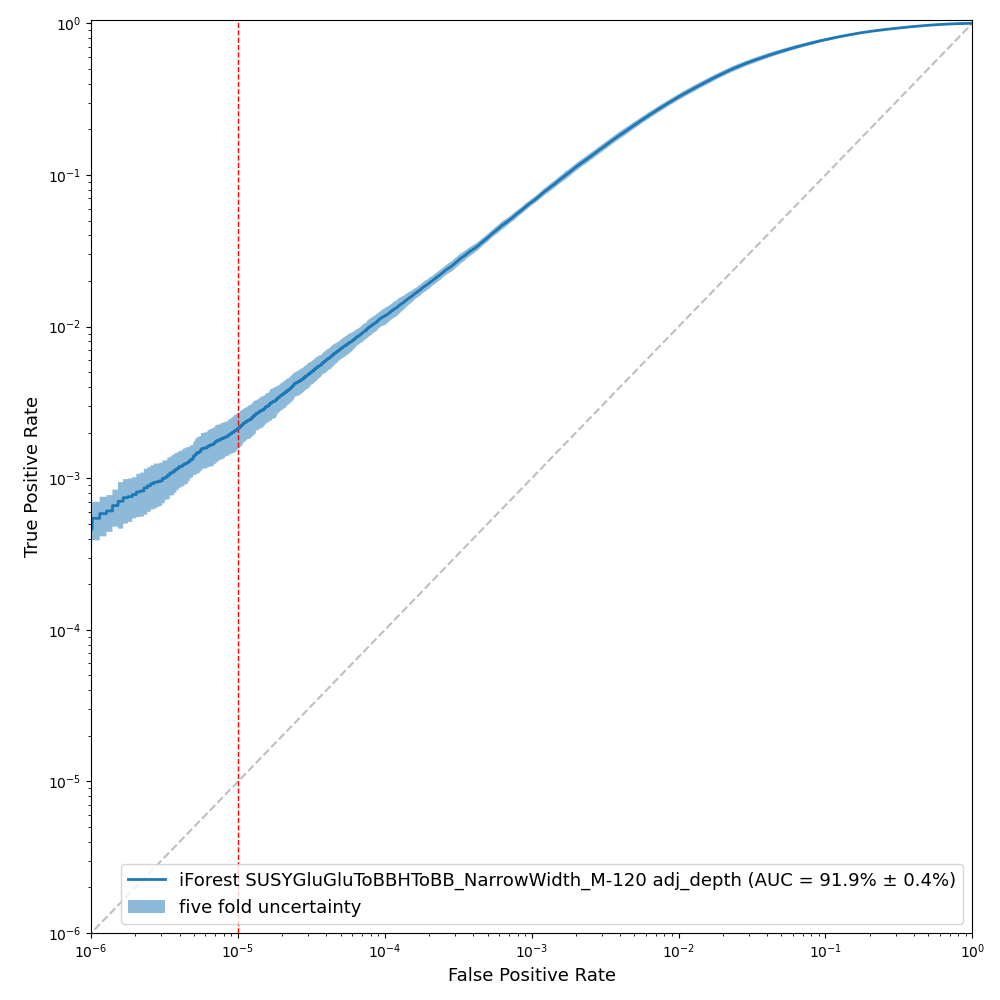 10⁰
10⁻¹
10⁻²
10⁻³
10⁻⁴
10⁻⁵
10⁻⁶
True Positive Rate
iForest SUSYGluGluToBBHToBB_NarrowWidth_M-120 adj_depth (AUC = 91.9% ± 0.4%)
five fold uncertainty
10⁻⁶ 10⁻⁵ 10⁻⁴ 10⁻³ 10⁻² 10⁻¹ 10⁰
False Positive Rate